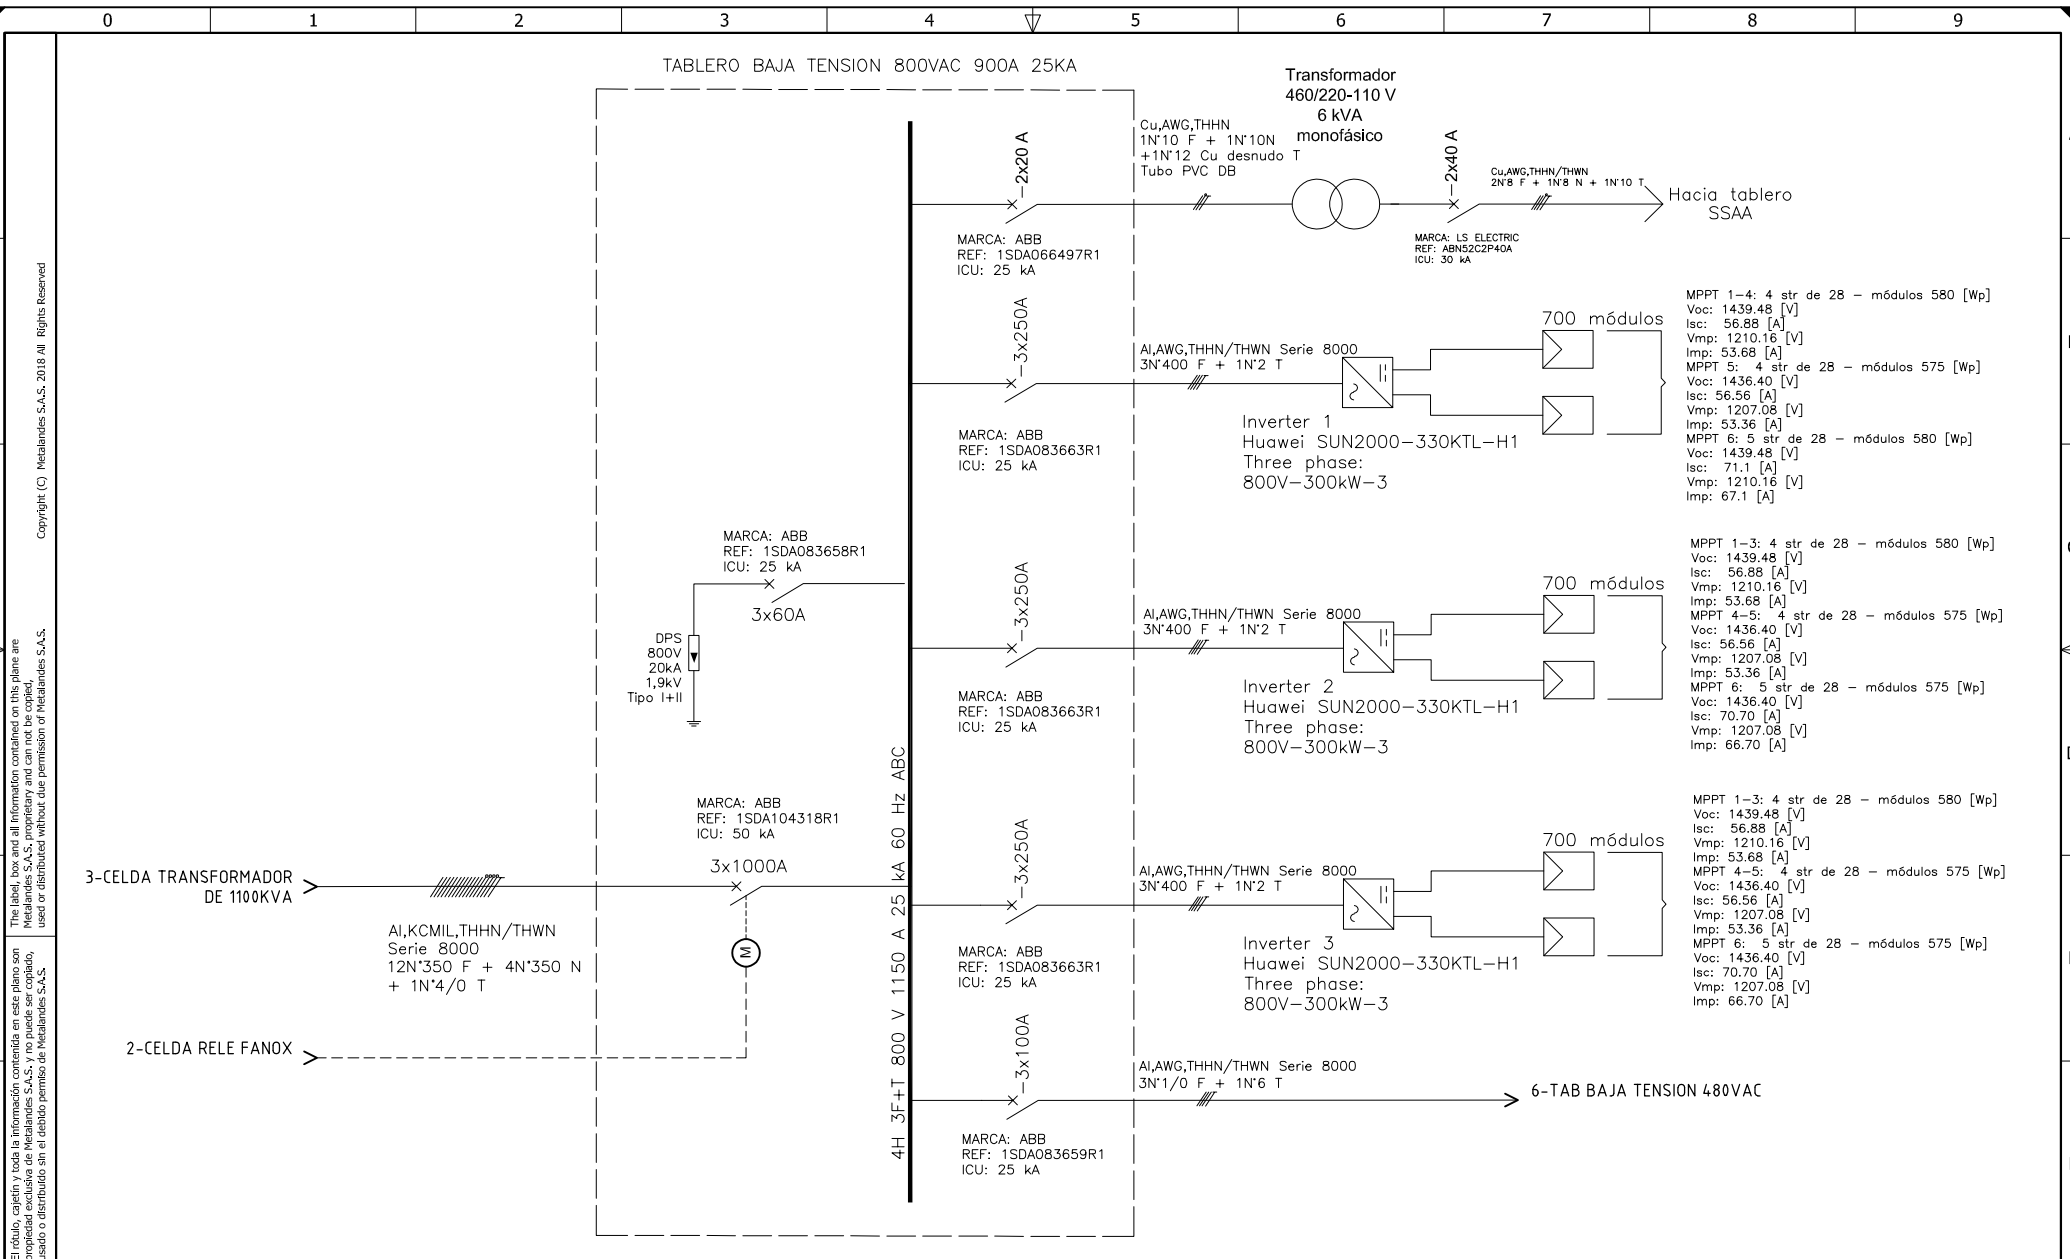 0 1 2 3 4 5 6 7 8 9
TABLERO BAJA TENSION 800VAC 900A 25KA
Transformador
460/220-110 V
6 kVA
monofásico
Cu,AWG,THHN
1N°10 F + 1N°10N
+1N°12 Cu desnudo T
Tubo PVC DB
2x20 A
2x40 A
Cu,AWG,THHN/THWN
2N°8 F + 1N°8 N + 1N°10 T
Hacia tablero
SSAA
MARCA: ABB
REF: 1SDA066497R1
ICU: 25 kA
MARCA: LS ELECTRIC
REF: ABN52C2P40A
ICU: 30 kA
3x250A
Al,AWG,THHN/THWN Serie 8000
3N°400 F + 1N°2 T
700 módulos
MARCA: ABB
REF: 1SDA083663R1
ICU: 25 kA
Inverter 1
Huawei SUN2000-330KTL-H1
Three phase:
800V-300kW-3
MPPT 1-4: 4 str de 28 - módulos 580 [Wp]
Voc: 1439.48 [V]
Isc: 56.88 [A]
Vmp: 1210.16 [V]
Imp: 53.68 [A]
MPPT 5: 4 str de 28 - módulos 575 [Wp]
Voc: 1436.40 [V]
Isc: 56.56 [A]
Vmp: 1207.08 [V]
Imp: 53.36 [A]
MPPT 6: 5 str de 28 - módulos 580 [Wp]
Voc: 1439.48 [V]
Isc: 71.1 [A]
Vmp: 1210.16 [V]
Imp: 67.1 [A]
MARCA: ABB
REF: 1SDA083658R1
ICU: 25 kA
3x60A
DPS
800V
20kA
1,9kV
Tipo I+II
3x250A
Al,AWG,THHN/THWN Serie 8000
3N°400 F + 1N°2 T
700 módulos
MARCA: ABB
REF: 1SDA083663R1
ICU: 25 kA
Inverter 2
Huawei SUN2000-330KTL-H1
Three phase:
800V-300kW-3
MPPT 1-3: 4 str de 28 - módulos 580 [Wp]
Voc: 1439.48 [V]
Isc: 56.88 [A]
Vmp: 1210.16 [V]
Imp: 53.68 [A]
MPPT 4-5: 4 str de 28 - módulos 575 [Wp]
Voc: 1436.40 [V]
Isc: 56.56 [A]
Vmp: 1207.08 [V]
Imp: 53.36 [A]
MPPT 6: 5 str de 28 - módulos 575 [Wp]
Voc: 1436.40 [V]
Isc: 70.70 [A]
Vmp: 1207.08 [V]
Imp: 66.70 [A]
MARCA: ABB
REF: 1SDA104318R1
ICU: 50 kA
3x1000A
M
4H 3F+T 800 V 1150 A 25 kA 60 Hz ABC
3-CELDA TRANSFORMADOR
DE 1100KVA
Al,KCMIL,THHN/THWN
Serie 8000
12N°350 F + 4N°350 N
+ 1N°4/0 T
2-CELDA RELE FANOX
3x250A
Al,AWG,THHN/THWN Serie 8000
3N°400 F + 1N°2 T
700 módulos
MARCA: ABB
REF: 1SDA083663R1
ICU: 25 kA
Inverter 3
Huawei SUN2000-330KTL-H1
Three phase:
800V-300kW-3
MPPT 1-3: 4 str de 28 - módulos 580 [Wp]
Voc: 1439.48 [V]
Isc: 56.88 [A]
Vmp: 1210.16 [V]
Imp: 53.68 [A]
MPPT 4-5: 4 str de 28 - módulos 575 [Wp]
Voc: 1436.40 [V]
Isc: 56.56 [A]
Vmp: 1207.08 [V]
Imp: 53.36 [A]
MPPT 6: 5 str de 28 - módulos 575 [Wp]
Voc: 1436.40 [V]
Isc: 70.70 [A]
Vmp: 1207.08 [V]
Imp: 66.70 [A]
3x100A
Al,AWG,THHN/THWN Serie 8000
3N°1/0 F + 1N°6 T
6-TAB BAJA TENSION 480VAC
MARCA: ABB
REF: 1SDA083659R1
ICU: 25 kA
Copyright (C) Metalandes S.A.S. 2018 All Rights Reserved
The label, box and all information contained on this plane are
Metalandes S.A.S. proprietary and can not be copied,
used or distributed without due permission of Metalandes S.A.S.
El rótulo, cajetín y toda la información contenida en este plano son
propiedad exclusiva de Metalandes S.A.S. y no puede ser copiado,
usado o distribuido sin el debido permiso de Metalandes S.A.S.